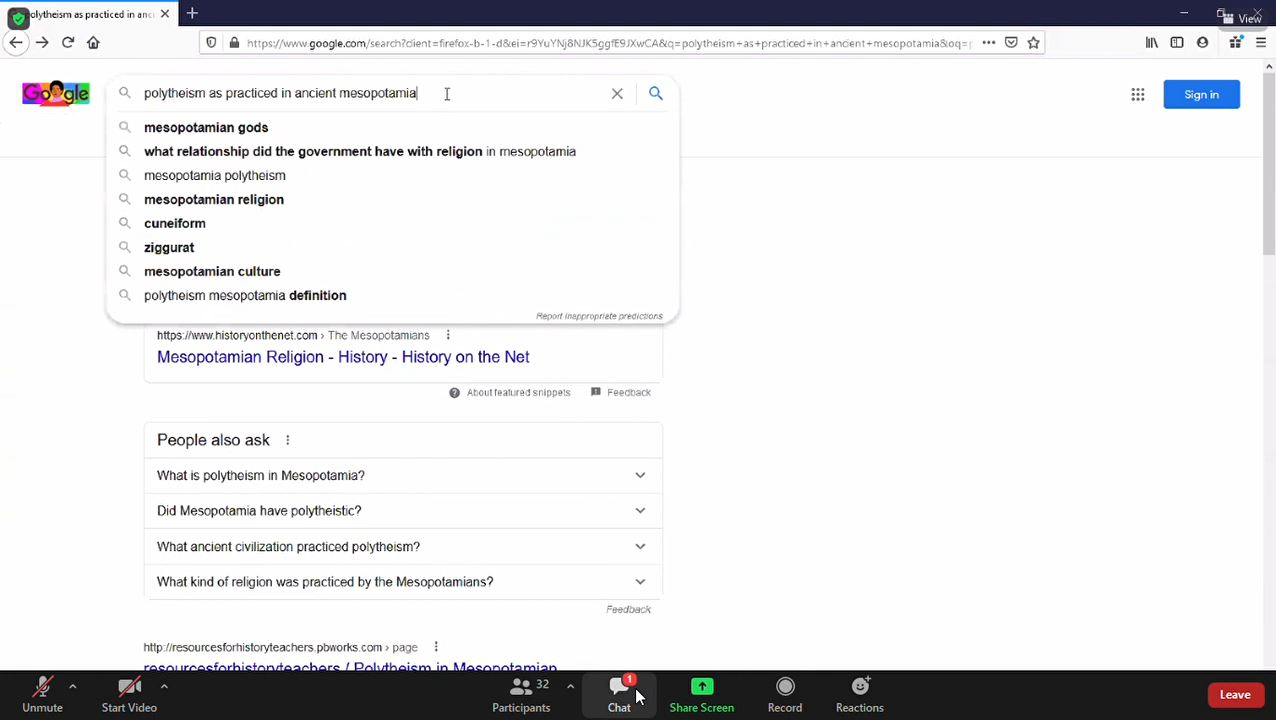 polytheism as practiced in anc
View
https://www.google.com/search?client=firefox-b-1-d&ei=r9YuYNj8NJK5ggfE9JXwCA&q=polytheism+as+practiced+in+ancient+mesopotamia&oq=p
Google
polytheism as practiced in ancient mesopotamia
Sign in
mesopotamian gods
what relationship did the government have with religion in mesopotamia
mesopotamia polytheism
mesopotamian religion
cuneiform
ziggurat
mesopotamian culture
polytheism mesopotamia definition
Report inappropriate predictions
https://www.historyonthenet.com › The Mesopotamians
Mesopotamian Religion - History - History on the Net
About featured snippets Feedback
People also ask
What is polytheism in Mesopotamia?
Did Mesopotamia have polytheistic?
What ancient civilization practiced polytheism?
What kind of religion was practiced by the Mesopotamians?
Feedback
http://resourcesforhistoryteachers.pbworks.com › page
resourcesforhistoryteachers / Polytheism in Mesopotamian
32 1
Unmute Start Video Participants Chat Share Screen Record Reactions Leave